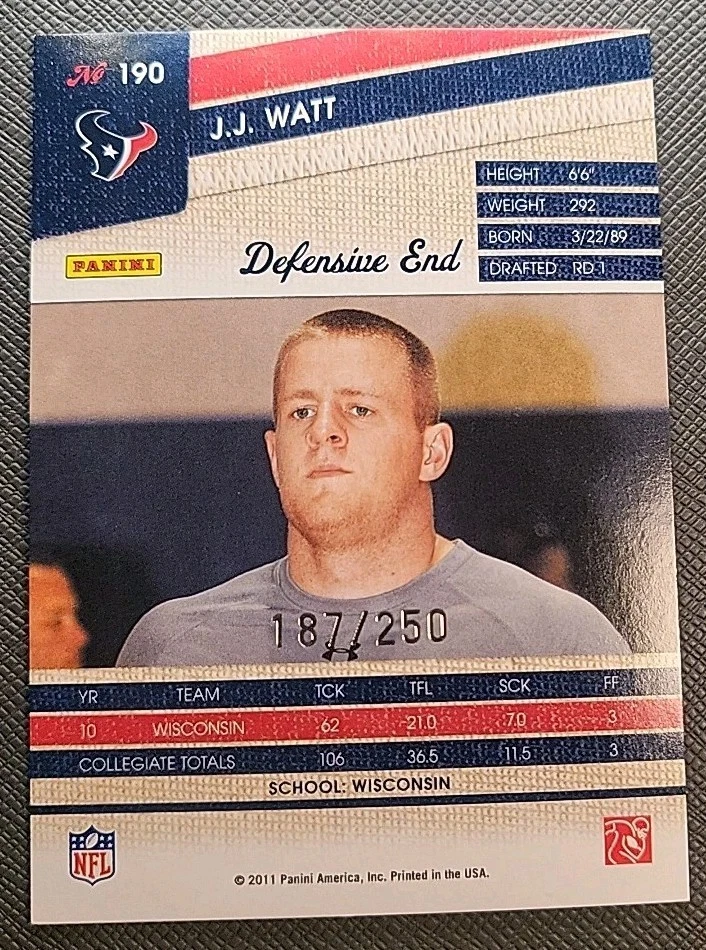 No 190
J.J. WATT
HEIGHT 6'6"
WEIGHT 292
BORN 3/22/89
DRAFTED RD 1
PANINI
Defensive End
187/250
YR TEAM TCK TFL SCK FF
10 WISCONSIN 62 21.0 7.0 3
COLLEGIATE TOTALS 106 36.5 11.5 3
SCHOOL: WISCONSIN
NFL
© 2011 Panini America, Inc. Printed in the USA.